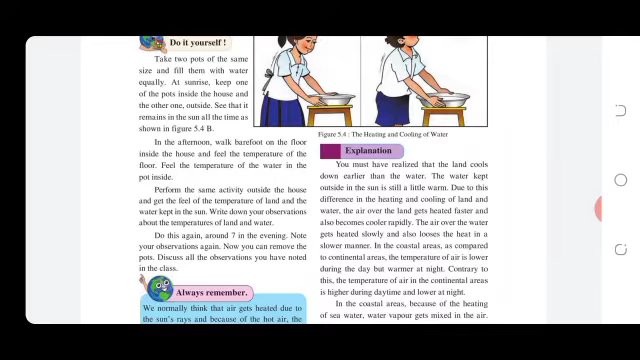 Do it yourself !
Take two pots of the same
size and fill them with water
equally. At sunrise, keep one
of the pots inside the house
and the other one, outside. See that it
remains in the sun all the time as
shown in figure 5.4 B.
In the afternoon, walk barefoot on the floor
inside the house and feel the temperature of the
floor. Feel the temperature of the water in the
pot inside.
Perform the same activity outside the house
and get the feel of the temperature of land and the
water kept in the sun. Write down your observations
about the temperatures of land and water.
Do this again, around 7 in the evening. Note
your observations again. Now you can remove the
pots. Discuss all the observations you have noted
in the class.
Always remember.
We normally think that air gets heated due to
the sun's rays and because of the hot air, the
Figure 5.4 : The Heating and Cooling of Water
Explanation
You must have realized that the land cools
down earlier than the water. The water kept
outside in the sun is still a little warm. Due to this
difference in the heating and cooling of land and
water, the air over the land gets heated faster and
also becomes cooler rapidly. The air over the water
gets heated slowly and also looses the heat in a
slower manner. In the coastal areas, as compared
to continental areas, the temperature of air is lower
during the day but warmer at night. Contrary to
this, the temperature of air in the continental areas
is higher during daytime and lower at night.
In the coastal areas, because of the heating
of sea water, water vapour gets mixed in the air.